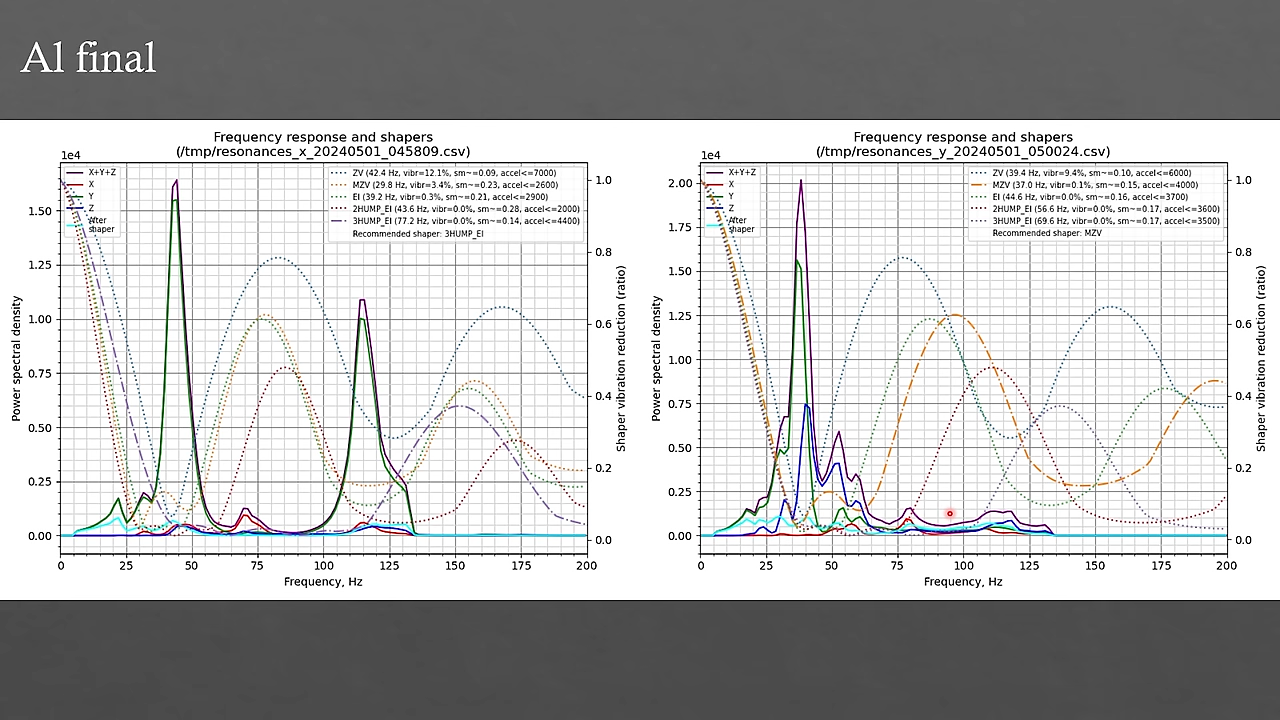 Al final
Frequency response and shapers
(/tmp/resonances_x_20240501_045809.csv)
1e4
X+Y+Z
X
Y
Z
After
shaper
ZV (42.4 Hz, vibr=12.1%, sm~=0.09, accel<=7000)
MZV (29.8 Hz, vibr=3.4%, sm~=0.23, accel<=2600)
EI (39.2 Hz, vibr=0.3%, sm~=0.21, accel<=2900)
2HUMP_EI (43.6 Hz, vibr=0.0%, sm~=0.28, accel<=2000)
3HUMP_EI (77.2 Hz, vibr=0.0%, sm~=0.14, accel<=4400)
Recommended shaper: 3HUMP_EI
1.50
1.25
1.00
0.75
0.50
0.25
0.00
Power spectral density
1.0
0.8
0.6
0.4
0.2
0.0
Shaper vibration reduction (ratio)
0 25 50 75 100 125 150 175 200
Frequency, Hz
Frequency response and shapers
(/tmp/resonances_y_20240501_050024.csv)
1e4
X+Y+Z
X
Y
Z
After
shaper
ZV (39.4 Hz, vibr=9.4%, sm~=0.10, accel<=6000)
MZV (37.0 Hz, vibr=0.1%, sm~=0.15, accel<=4000)
EI (44.6 Hz, vibr=0.0%, sm~=0.16, accel<=3700)
2HUMP_EI (56.6 Hz, vibr=0.0%, sm~=0.17, accel<=3600)
3HUMP_EI (69.6 Hz, vibr=0.0%, sm~=0.17, accel<=3500)
Recommended shaper: MZV
2.00
1.75
1.50
1.25
1.00
0.75
0.50
0.25
0.00
Power spectral density
1.0
0.8
0.6
0.4
0.2
0.0
Shaper vibration reduction (ratio)
0 25 50 75 100 125 150 175 200
Frequency, Hz